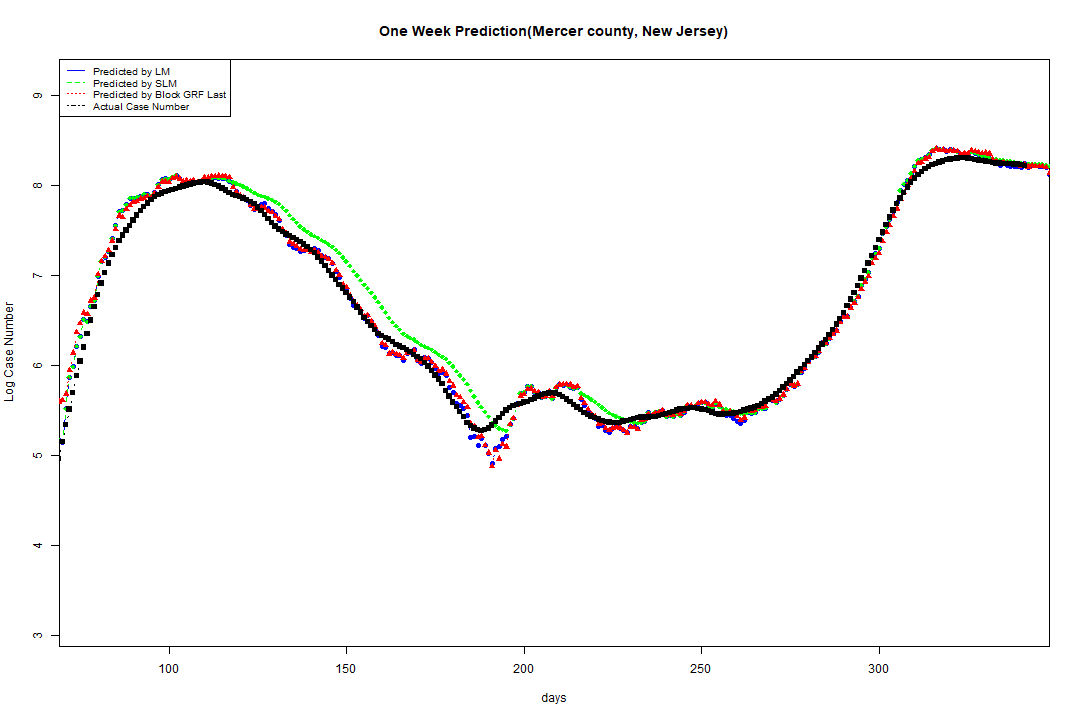 One Week Prediction(Mercer county, New Jersey)
Predicted by LM
Predicted by SLM
Predicted by Block GRF Last
Actual Case Number
9
8
7
6
5
4
3
Log Case Number
100 150 200 250 300
days